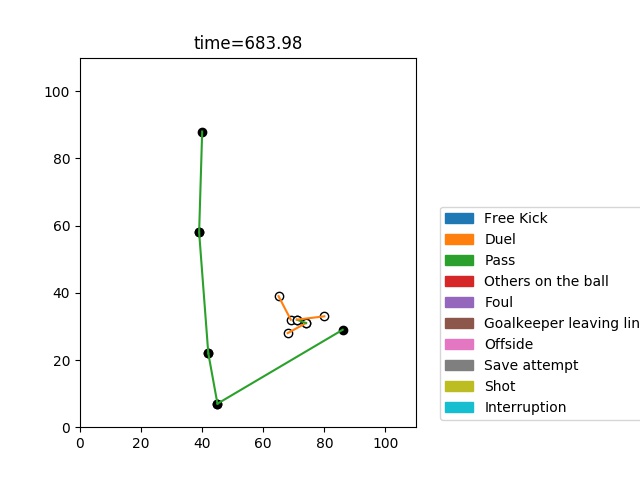 time=683.98
100
80
60
40
20
0
0 20 40 60 80 100
Free Kick
Duel
Pass
Others on the ball
Foul
Goalkeeper leaving lin
Offside
Save attempt
Shot
Interruption